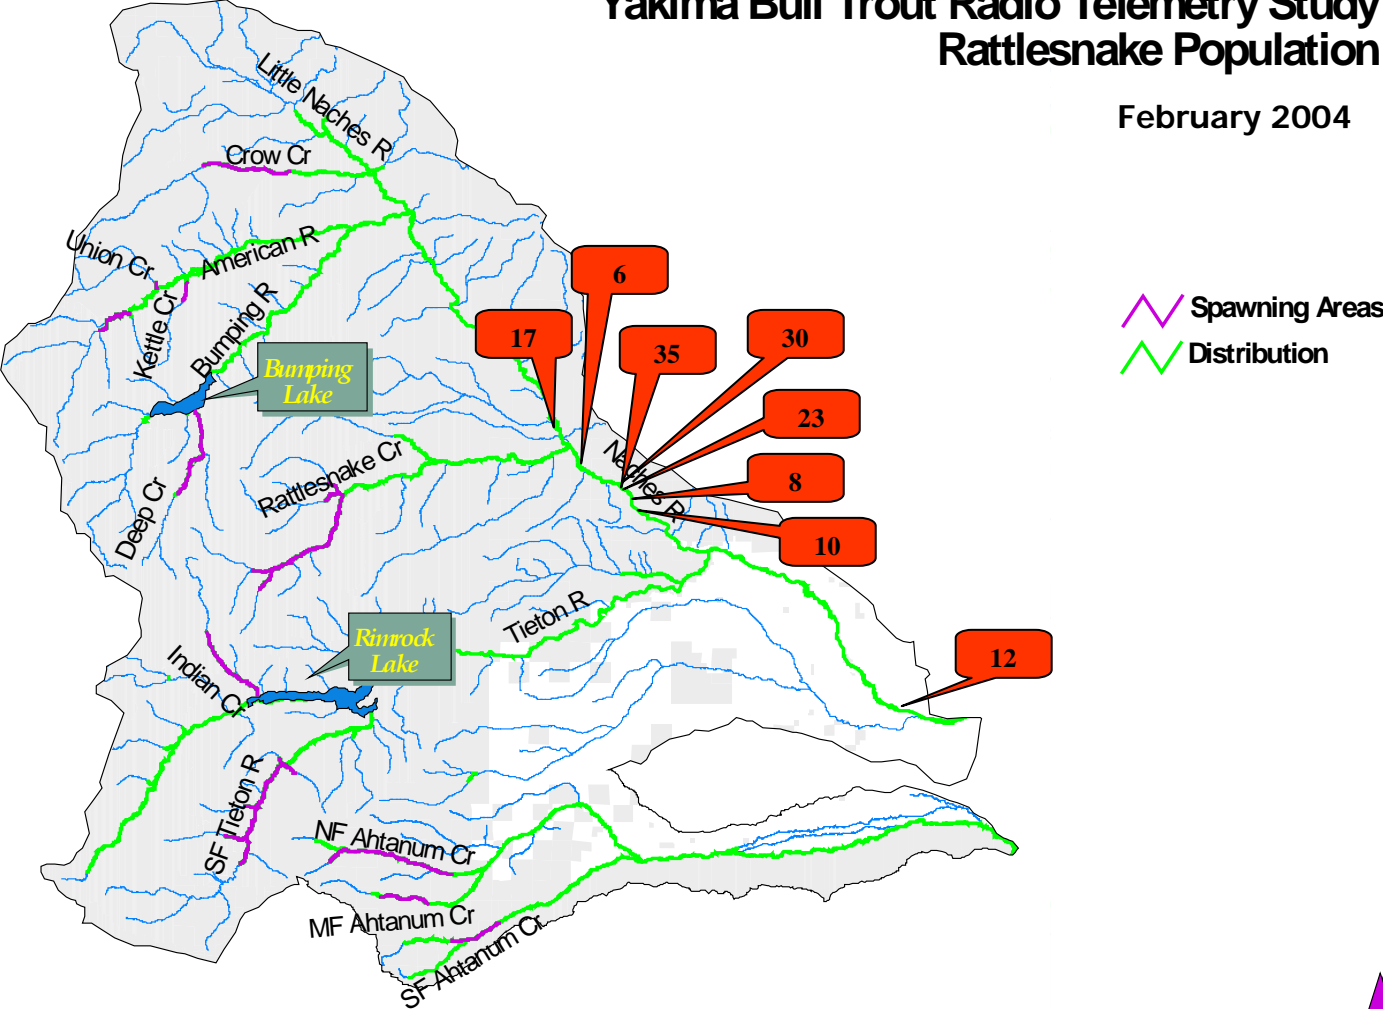 Yakima Bull Trout Radio Telemetry Study
Rattlesnake Population
February 2004
Little Naches R
Crow Cr
Union Cr
American R
Kettle Cr
Bumping R
Bumping
Lake
6
17
35
30
23
8
10
12
Spawning Areas
Distribution
Naches R.
Rattlesnake Cr
Deep Cr
Tieton R
Rimrock
Lake
Indian Cr.
SF Tieton R
NF Ahtanum Cr
MF Ahtanum Cr
SF Ahtanum Cr